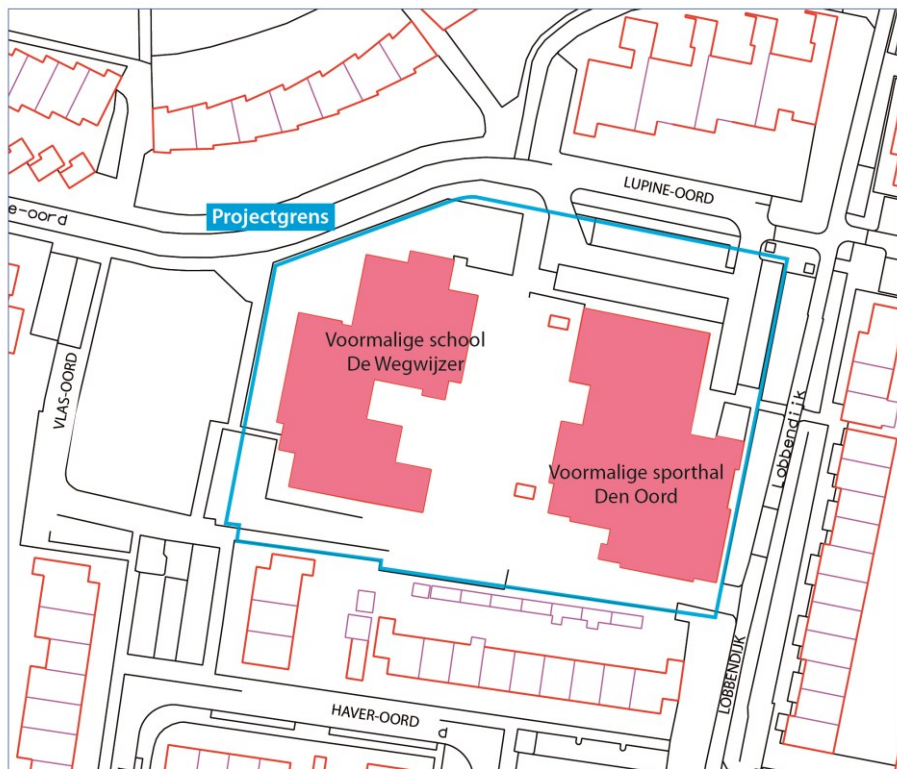 LUPINE-OORD
Projectgrens
e-oord
Voormalige school
De Wegwijzer
VLAS-OORD
Lobbendijk
Voormalige sporthal
Den Oord
LOBBENDIJK
HAVER-OORD
d